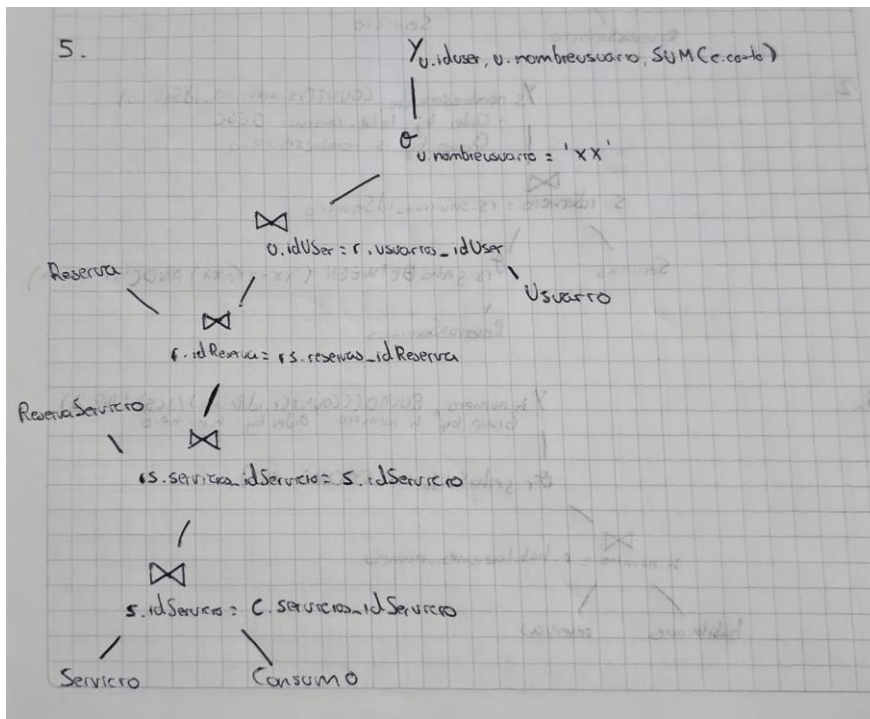 5.
γ u.iduser, u.nombreusuario, SUM(c.costo)
σ u.nombreusuario = 'xx'
⋈
u.idUser = r.usuarios_idUser
Reserva
Usuario
⋈
r.idReserva = rs.reservas_idReserva
ReservaServicio
⋈
rs.servicios_idServicio = s.idServicio
⋈
s.idServicio = c.servicios_idServicio
Servicio Consumo